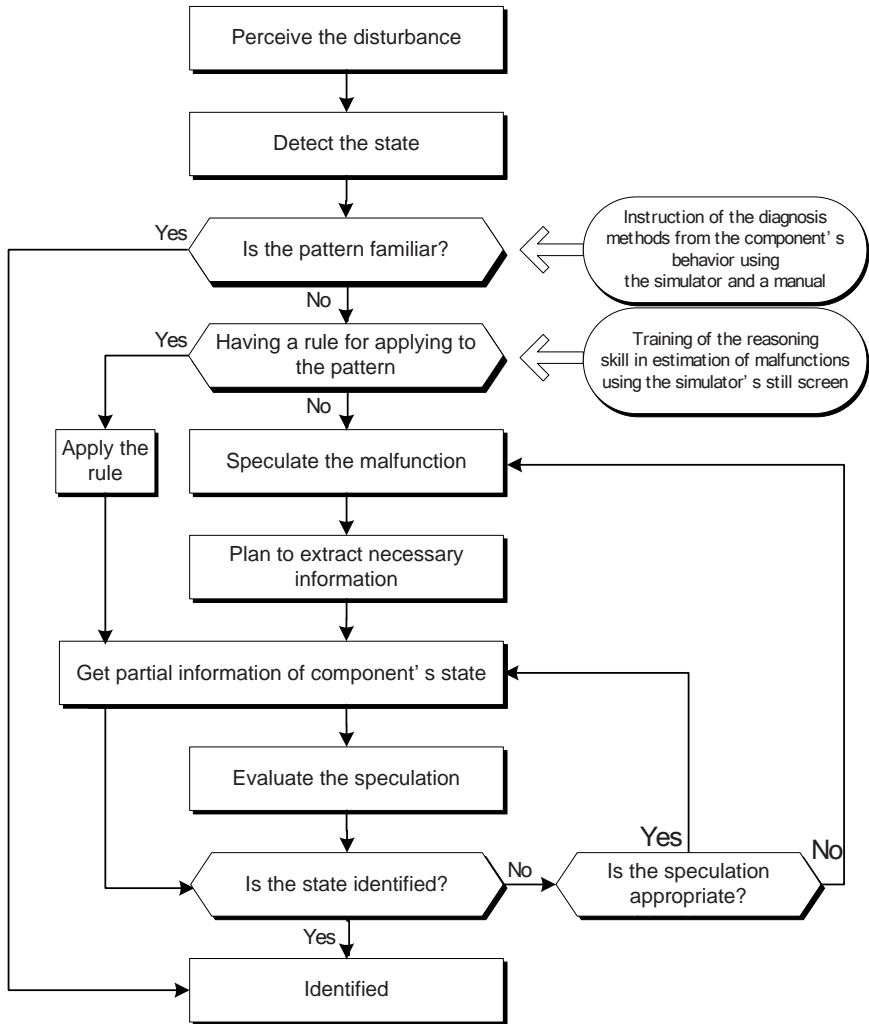 Perceive the disturbance
Detect the state
Yes
Is the pattern familiar?
Instruction of the diagnosis
methods from the component’ s
behavior using
the simulator and a manual
No
Yes
Having a rule for applying to
the pattern
Training of the reasoning
skill in estimation of malfunctions
using the simulator’ s still screen
No
Apply the
rule
Speculate the malfunction
Plan to extract necessary
information
Get partial information of component’ s state
Evaluate the speculation
Yes
No
Is the state identified?
No
Is the speculation
appropriate?
Yes
Identified